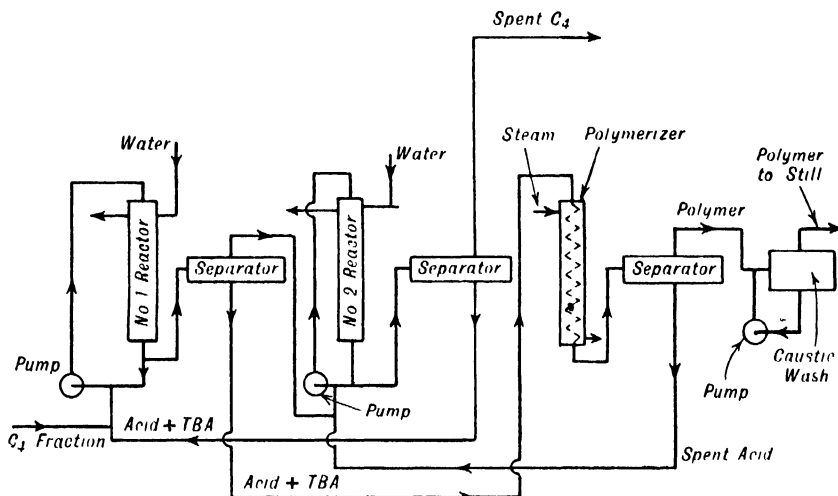 Spent C4
Water
Water
Steam
Polymerizer
Polymer
to Still
Polymer
No 1 Reactor
Separator
No 2 Reactor
Separator
Separator
Pump
Pump
Pump
Caustic
Wash
C4 Fraction
Acid + TBA
Spent Acid
Acid + TBA